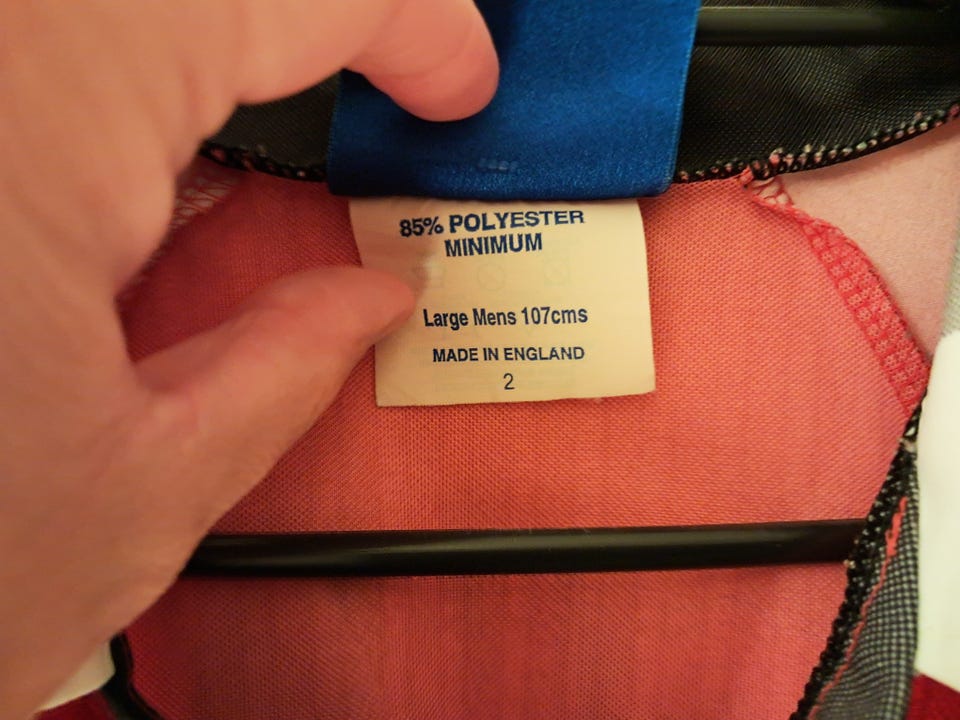 85% POLYESTER
MINIMUM
Large Mens 107cms
MADE IN ENGLAND
2